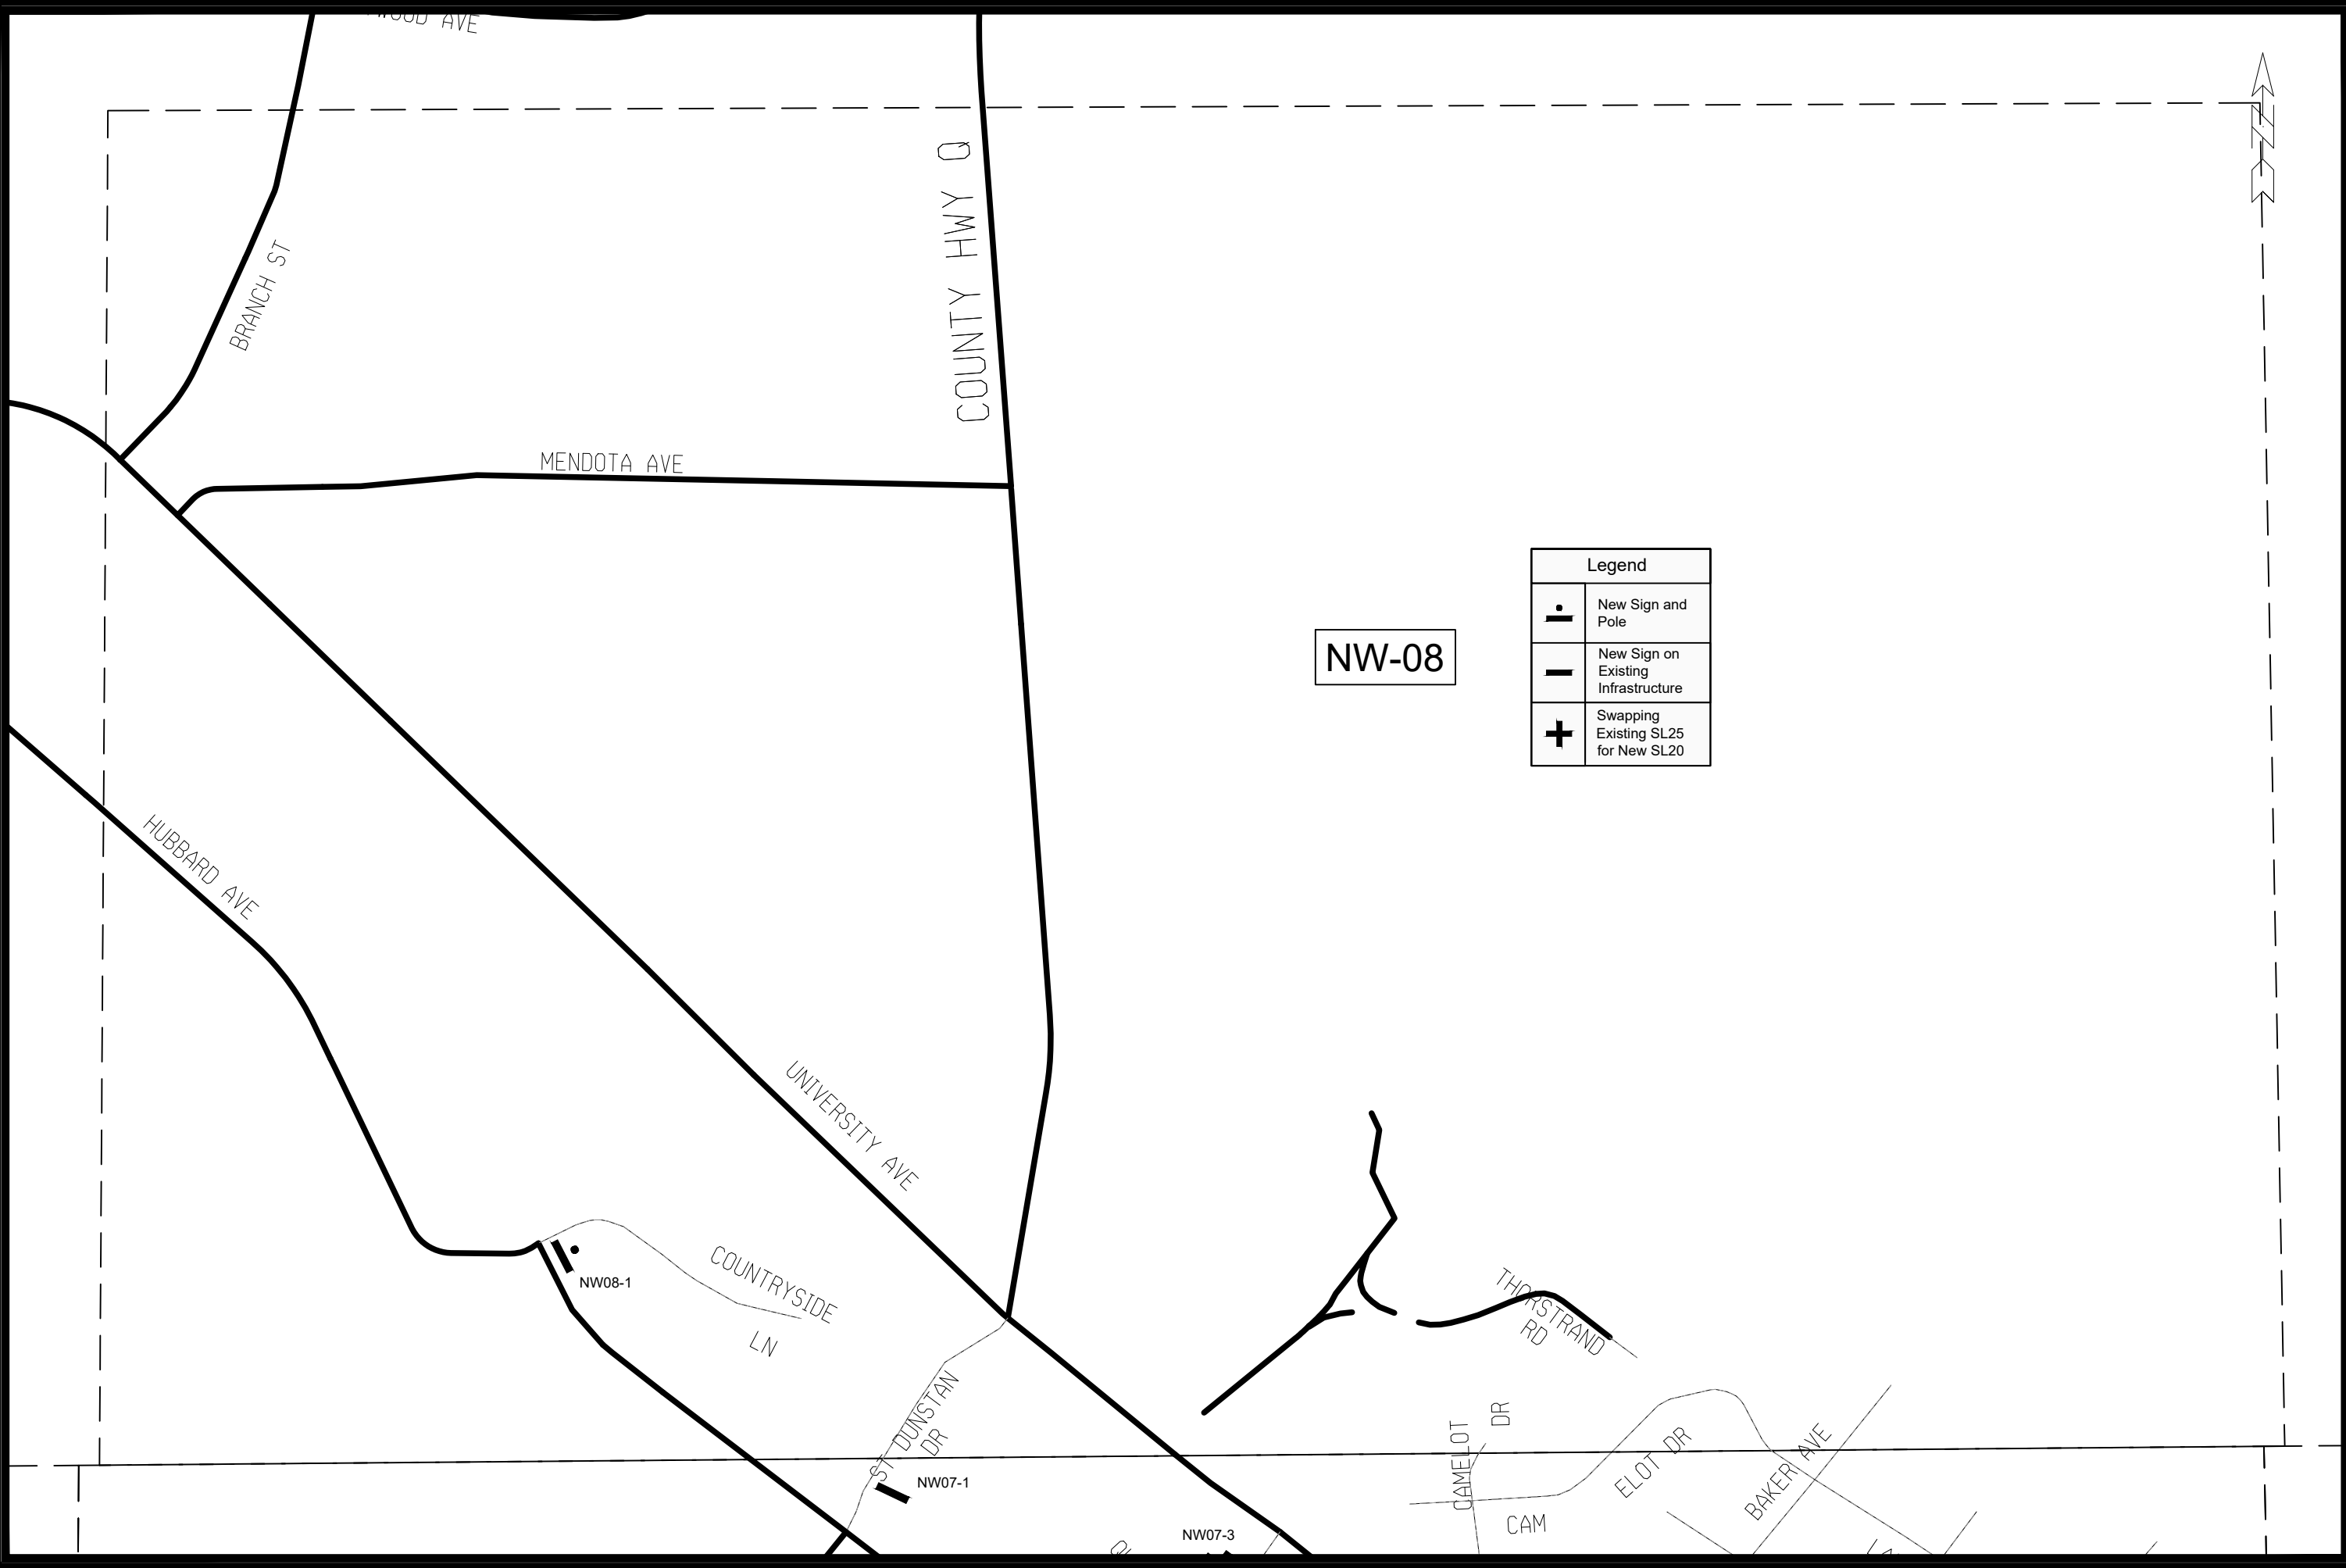 COUNTY HWY Q
BRANCH ST
MENDOTA AVE
Legend
New Sign and
Pole
New Sign on
Existing
Infrastructure
Swapping
Existing SL25
for New SL20
NW-08
HUBBARD AVE
UNIVERSITY AVE
NW08-1
COUNTRYSIDE
LN
THORSTRAND
RD
ST DUNSTAN
DR
CAMELOT
DR
ELOT DR
BAKER AVE
NW07-1
CAM
NW07-3